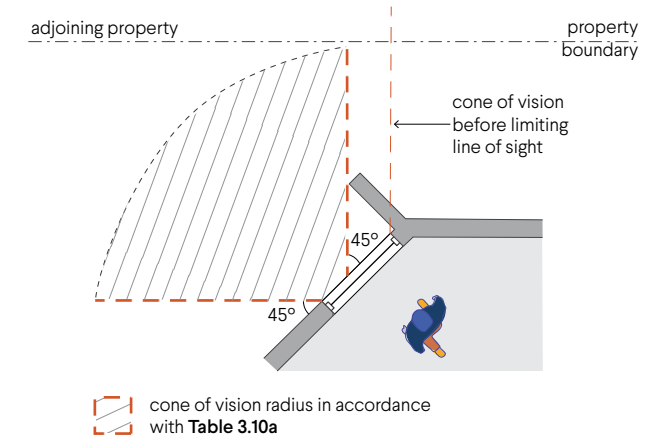 adjoining property
property
boundary
cone of vision
before limiting
line of sight
45°
45°
cone of vision radius in accordance
with Table 3.10a